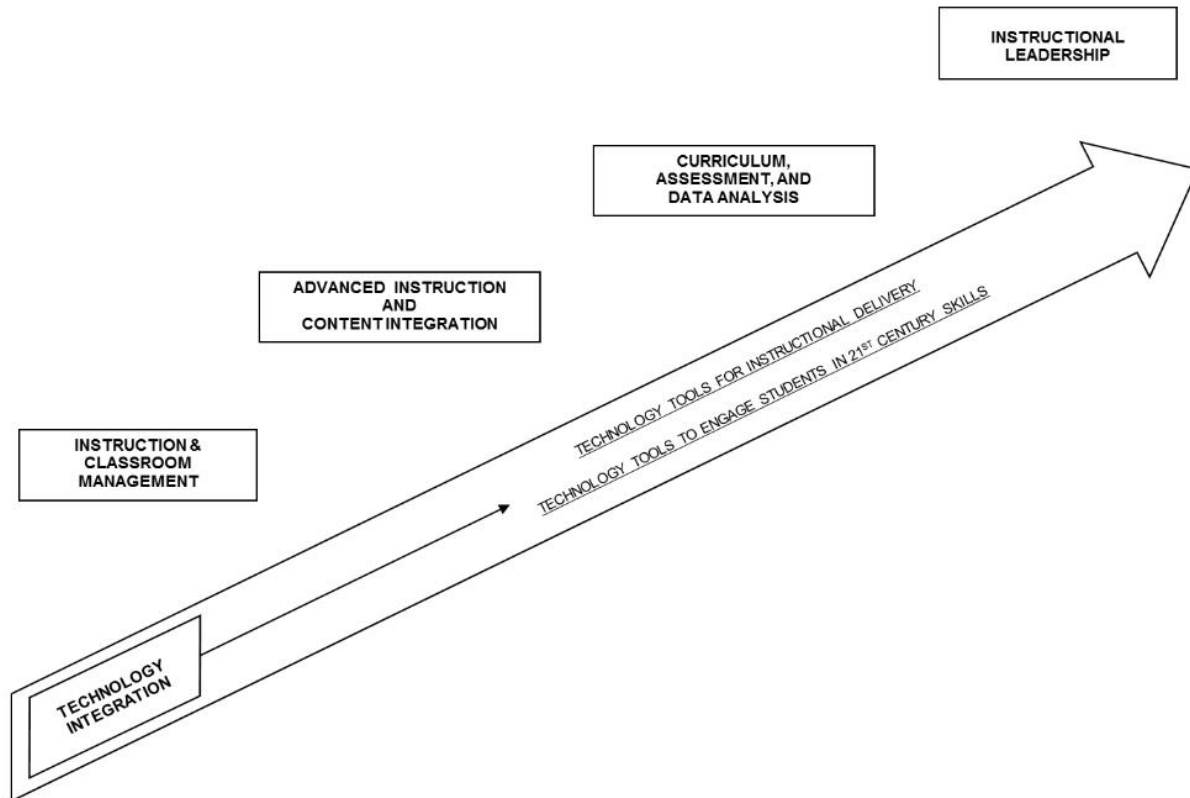 INSTRUCTIONAL
LEADERSHIP
CURRICULUM,
ASSESSMENT, AND
DATA ANALYSIS
ADVANCED INSTRUCTION
AND
CONTENT INTEGRATION
TECHNOLOGY TOOLS FOR INSTRUCTIONAL DELIVERY
TECHNOLOGY TOOLS TO ENGAGE STUDENTS IN 21ST CENTURY SKILLS
INSTRUCTION &
CLASSROOM
MANAGEMENT
TECHNOLOGY
INTEGRATION